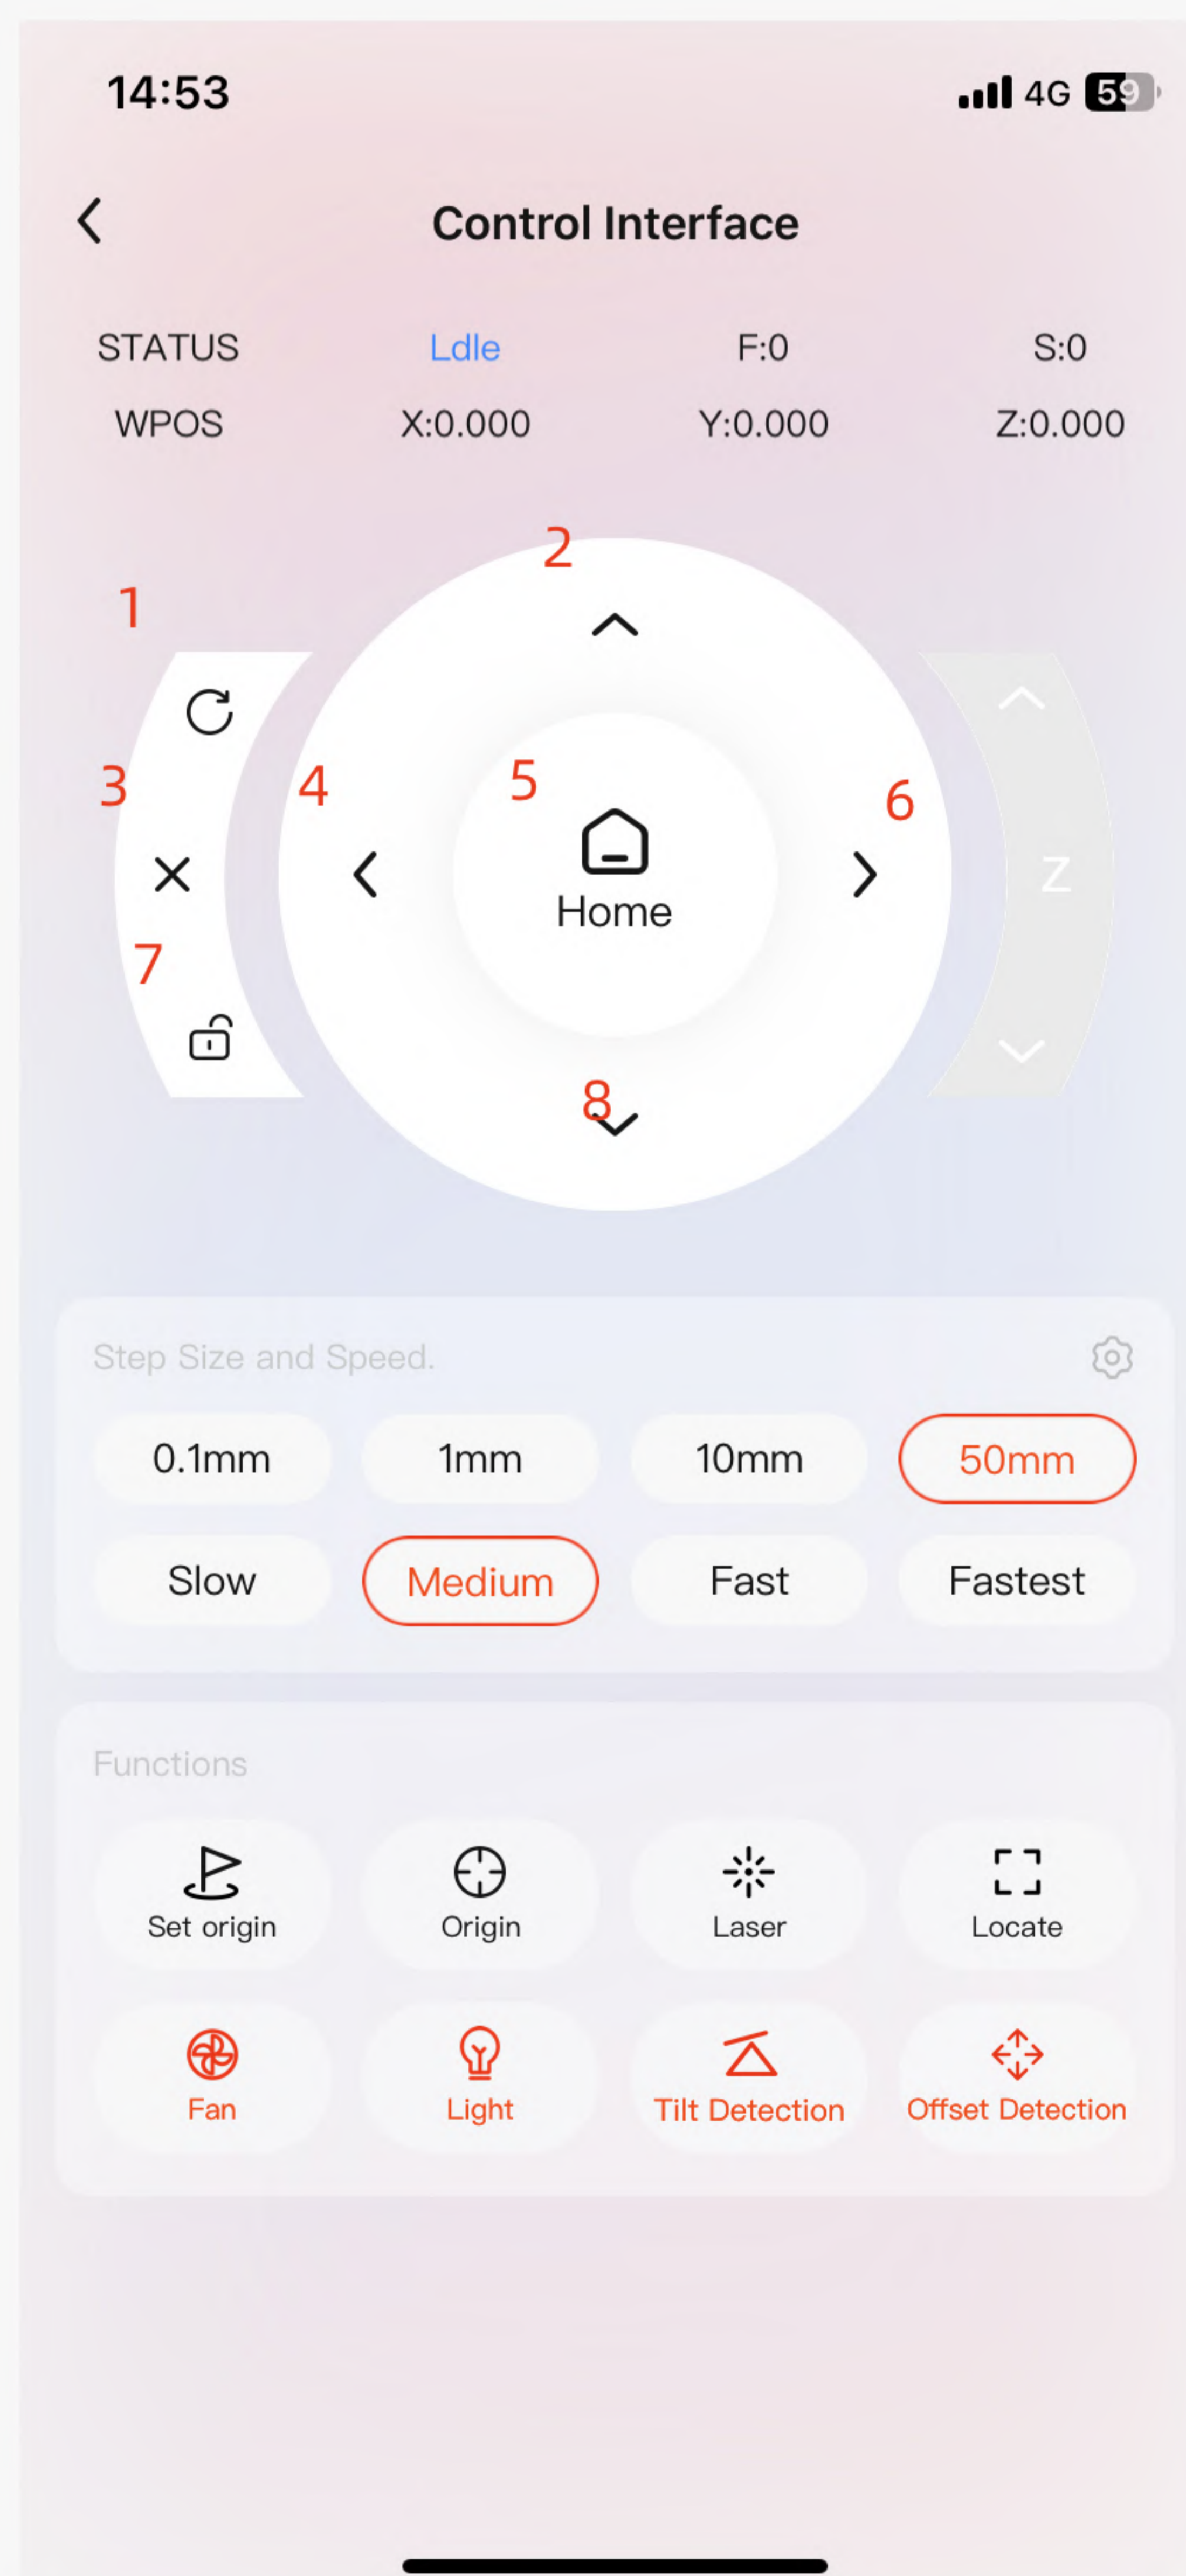 14:53 4G 59
Control Interface
STATUS Ldle F:0 S:0
WPOS X:0.000 Y:0.000 Z:0.000
2
1
3 4 5 6
Z
Home
7
8
Step Size and Speed.
0.1mm 1mm 10mm 50mm
Slow Medium Fast Fastest
Functions
Set origin Origin Laser Locate
Fan Light Tilt Detection Offset Detection